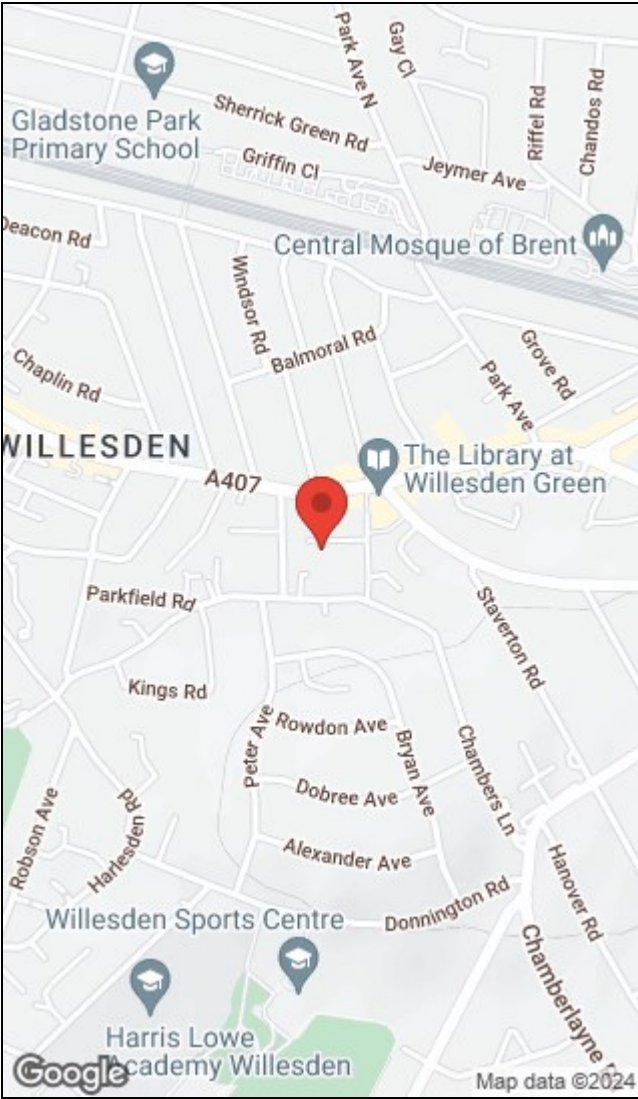 Park Ave N
Gay Cl
Gladstone Park
Primary School
Sherrick Green Rd
Riffel Rd
Chandos Rd
Griffin Cl
Jeymer Ave
Deacon Rd
Central Mosque of Brent
Windsor Rd
Balmoral Rd
Grove Rd
Chaplin Rd
Park Ave
WILLESDEN
A407
The Library at
Willesden Green
Parkfield Rd
Staverton Rd
Kings Rd
Peter Ave
Rowdon Ave
Bryan Ave
Chambers Ln
Dobree Ave
Robson Ave
Harlesden Rd
Alexander Ave
Hanover Rd
Donnington Rd
Willesden Sports Centre
Chamberlayne
Harris Lowe
Academy Willesden
Google
Map data ©2024